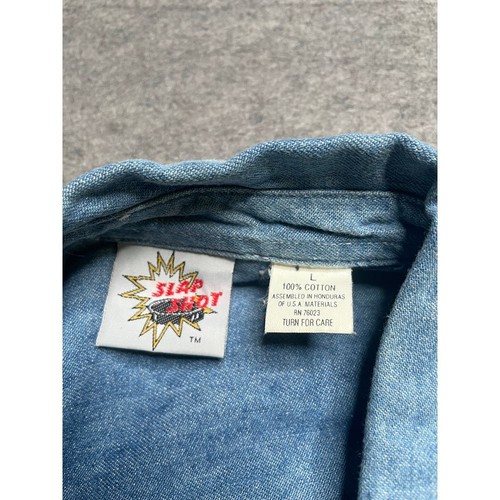 SLAP
SHOT
TM
L
100% COTTON
ASSEMBLED IN HONDURAS
OF U.S.A. MATERIALS
RN 76023
TURN FOR CARE